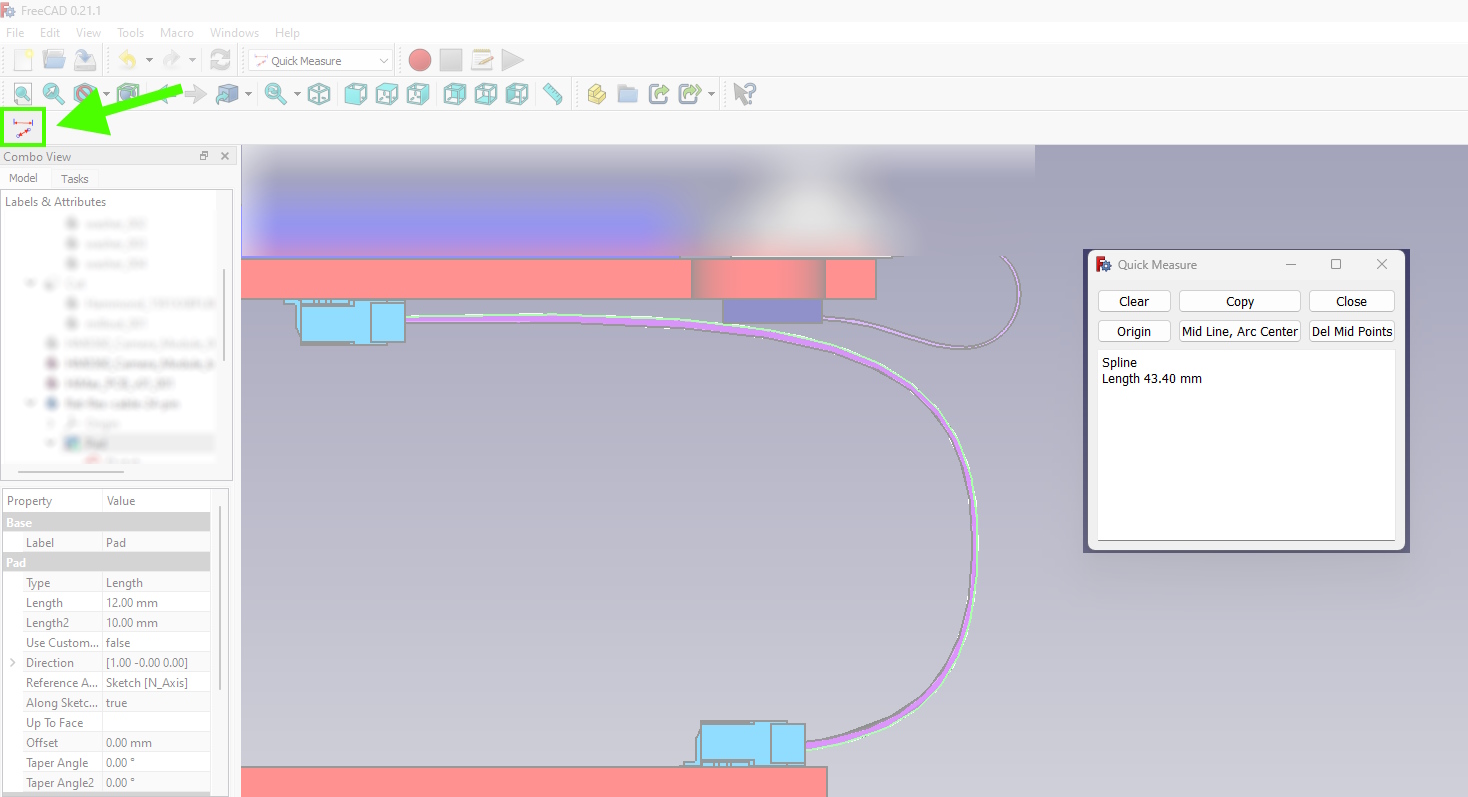 FreeCAD 0.21.1
File Edit View Tools Macro Windows Help
Quick Measure
Combo View
Model Tasks
Labels & Attributes
Property Value
Base
Label Pad
Pad
Type Length
Length 12.00 mm
Length2 10.00 mm
Use Custom... false
Direction [1.00 -0.00 0.00]
Reference A... Sketch [N_Axis]
Along Sketc... true
Up To Face
Offset 0.00 mm
Taper Angle 0.00 °
Taper Angle2 0.00 °
Quick Measure
Clear Copy Close
Origin Mid Line, Arc Center Del Mid Points
Spline
Length 43.40 mm